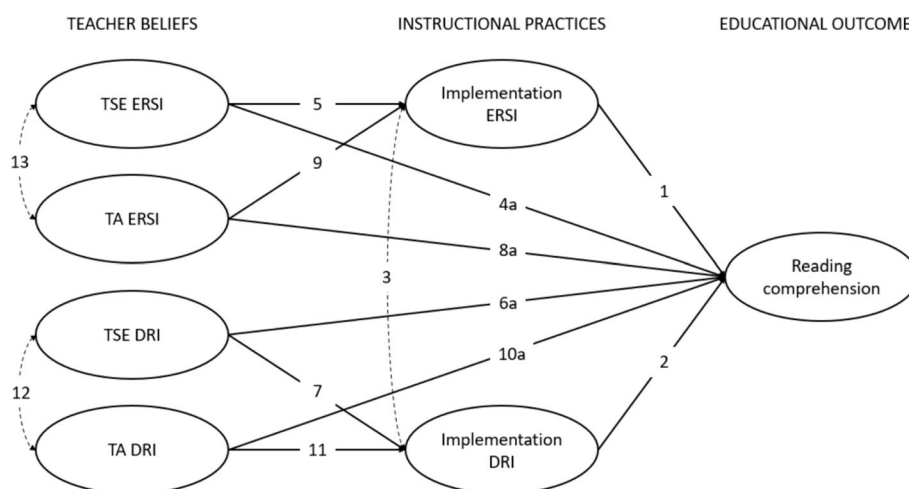 TEACHER BELIEFS
INSTRUCTIONAL PRACTICES
EDUCATIONAL OUTCOME
TSE ERSI
5
Implementation
ERSI
13
9
1
4a
TA ERSI
8a
3
Reading
comprehension
6a
TSE DRI
10a
2
12
7
TA DRI
11
Implementation
DRI